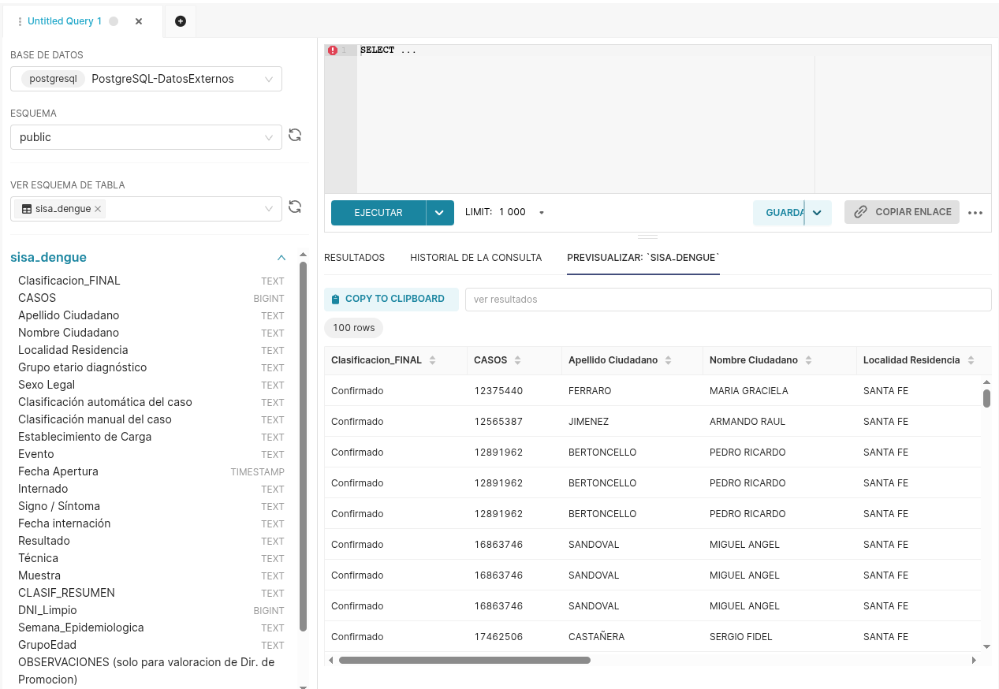 Untitled Query 1
BASE DE DATOS
postgresql PostgreSQL-DatosExternos
ESQUEMA
public
VER ESQUEMA DE TABLA
sisa_dengue
sisa_dengue
Clasificacion_FINAL TEXT
CASOS BIGINT
Apellido Ciudadano TEXT
Nombre Ciudadano TEXT
Localidad Residencia TEXT
Grupo etario diagnóstico TEXT
Sexo Legal TEXT
Clasificación automática del caso TEXT
Clasificación manual del caso TEXT
Establecimiento de Carga TEXT
Evento TEXT
Fecha Apertura TIMESTAMP
Internado TEXT
Signo / Síntoma TEXT
Fecha internación TEXT
Resultado TEXT
Técnica TEXT
Muestra TEXT
CLASIF_RESUMEN TEXT
DNI_Limpio BIGINT
Semana_Epidemiologica TEXT
GrupoEdad TEXT
OBSERVACIONES (solo para valoracion de Dir. de
Promocion)
1 SELECT ...
EJECUTAR LIMIT: 1 000 GUARDA COPIAR ENLACE
RESULTADOS HISTORIAL DE LA CONSULTA PREVISUALIZAR: `SISA_DENGUE`
COPY TO CLIPBOARD ver resultados
100 rows
Clasificacion_FINAL CASOS Apellido Ciudadano Nombre Ciudadano Localidad Residencia
Confirmado 12375440 FERRARO MARIA GRACIELA SANTA FE
Confirmado 12565387 JIMENEZ ARMANDO RAUL SANTA FE
Confirmado 12891962 BERTONCELLO PEDRO RICARDO SANTA FE
Confirmado 12891962 BERTONCELLO PEDRO RICARDO SANTA FE
Confirmado 12891962 BERTONCELLO PEDRO RICARDO SANTA FE
Confirmado 16863746 SANDOVAL MIGUEL ANGEL SANTA FE
Confirmado 16863746 SANDOVAL MIGUEL ANGEL SANTA FE
Confirmado 16863746 SANDOVAL MIGUEL ANGEL SANTA FE
Confirmado 17462506 CASTAÑERA SERGIO FIDEL SANTA FE